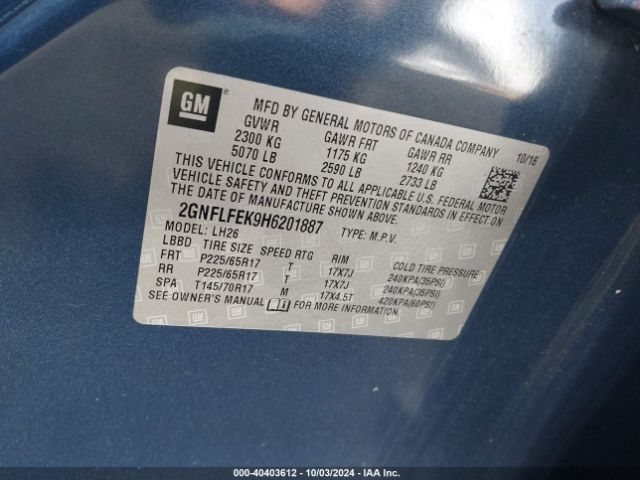 GM ®
MFD BY GENERAL MOTORS OF CANADA COMPANY
GVWR GAWR FRT GAWR RR 10/16
2300 KG 1175 KG 1240 KG
5070 LB 2590 LB 2733 LB
THIS VEHICLE CONFORMS TO ALL APPLICABLE U.S. FEDERAL MOTOR
VEHICLE SAFETY AND THEFT PREVENTION STANDARDS IN EFFECT ON
THE DATE OF MANUFACTURE SHOWN ABOVE.
2GNFLFEK9H6201887 TYPE: M.P.V.
MODEL: LH26
LBBD TIRE SIZE SPEED RTG RIM COLD TIRE PRESSURE
FRT P225/65R17 T 17X7J 240KPA(35PSI)
RR P225/65R17 T 17X7J 240KPA(35PSI)
SPA T145/70R17 M 17X4.5T 420KPA(60PSI)
SEE OWNER'S MANUAL FOR MORE INFORMATION.
000-40403612 - 10/03/2024 - IAA Inc.